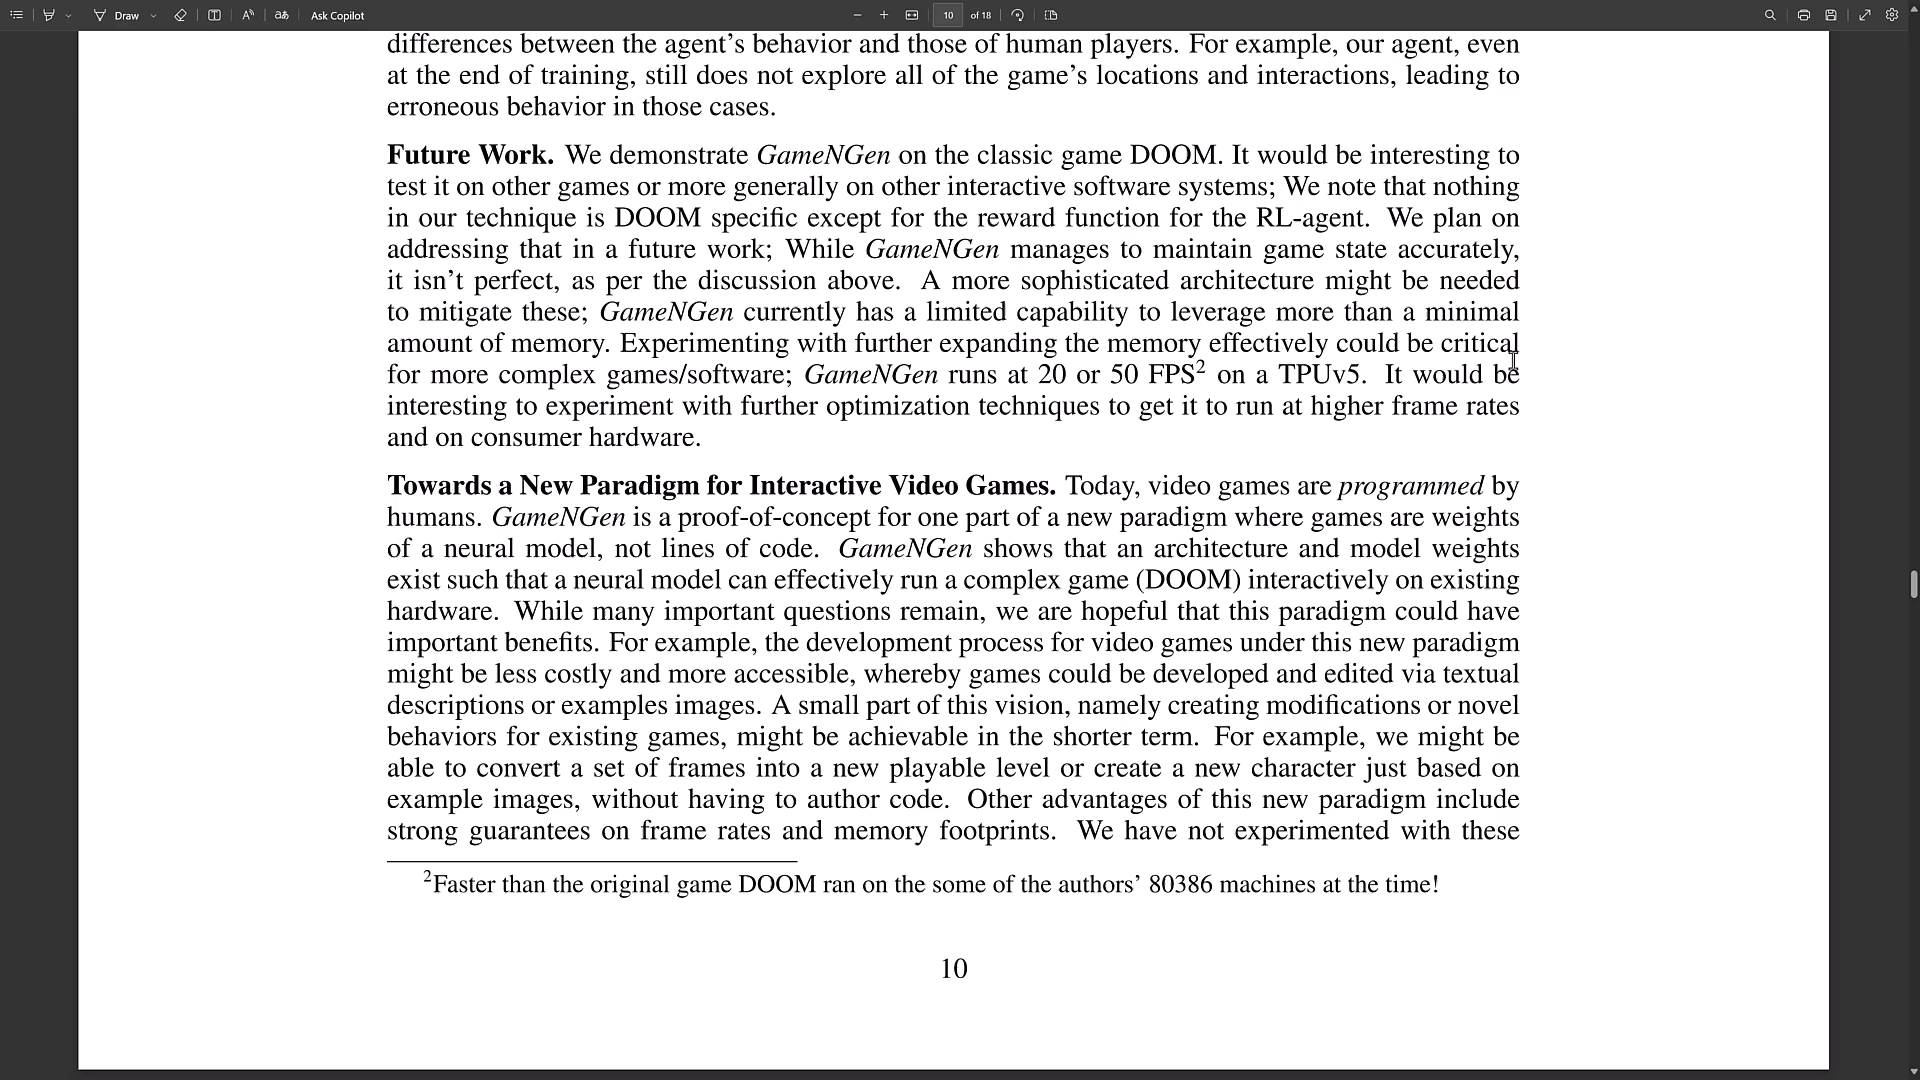 Draw
Ask Copilot
10 of 18
differences between the agent's behavior and those of human players. For example, our agent, even
at the end of training, still does not explore all of the game's locations and interactions, leading to
erroneous behavior in those cases.
Future Work. We demonstrate GameNGen on the classic game DOOM. It would be interesting to
test it on other games or more generally on other interactive software systems; We note that nothing
in our technique is DOOM specific except for the reward function for the RL-agent. We plan on
addressing that in a future work; While GameNGen manages to maintain game state accurately,
it isn't perfect, as per the discussion above. A more sophisticated architecture might be needed
to mitigate these; GameNGen currently has a limited capability to leverage more than a minimal
amount of memory. Experimenting with further expanding the memory effectively could be critical
for more complex games/software; GameNGen runs at 20 or 50 FPS² on a TPUv5. It would be
interesting to experiment with further optimization techniques to get it to run at higher frame rates
and on consumer hardware.
Towards a New Paradigm for Interactive Video Games. Today, video games are programmed by
humans. GameNGen is a proof-of-concept for one part of a new paradigm where games are weights
of a neural model, not lines of code. GameNGen shows that an architecture and model weights
exist such that a neural model can effectively run a complex game (DOOM) interactively on existing
hardware. While many important questions remain, we are hopeful that this paradigm could have
important benefits. For example, the development process for video games under this new paradigm
might be less costly and more accessible, whereby games could be developed and edited via textual
descriptions or examples images. A small part of this vision, namely creating modifications or novel
behaviors for existing games, might be achievable in the shorter term. For example, we might be
able to convert a set of frames into a new playable level or create a new character just based on
example images, without having to author code. Other advantages of this new paradigm include
strong guarantees on frame rates and memory footprints. We have not experimented with these
²Faster than the original game DOOM ran on the some of the authors' 80386 machines at the time!
10